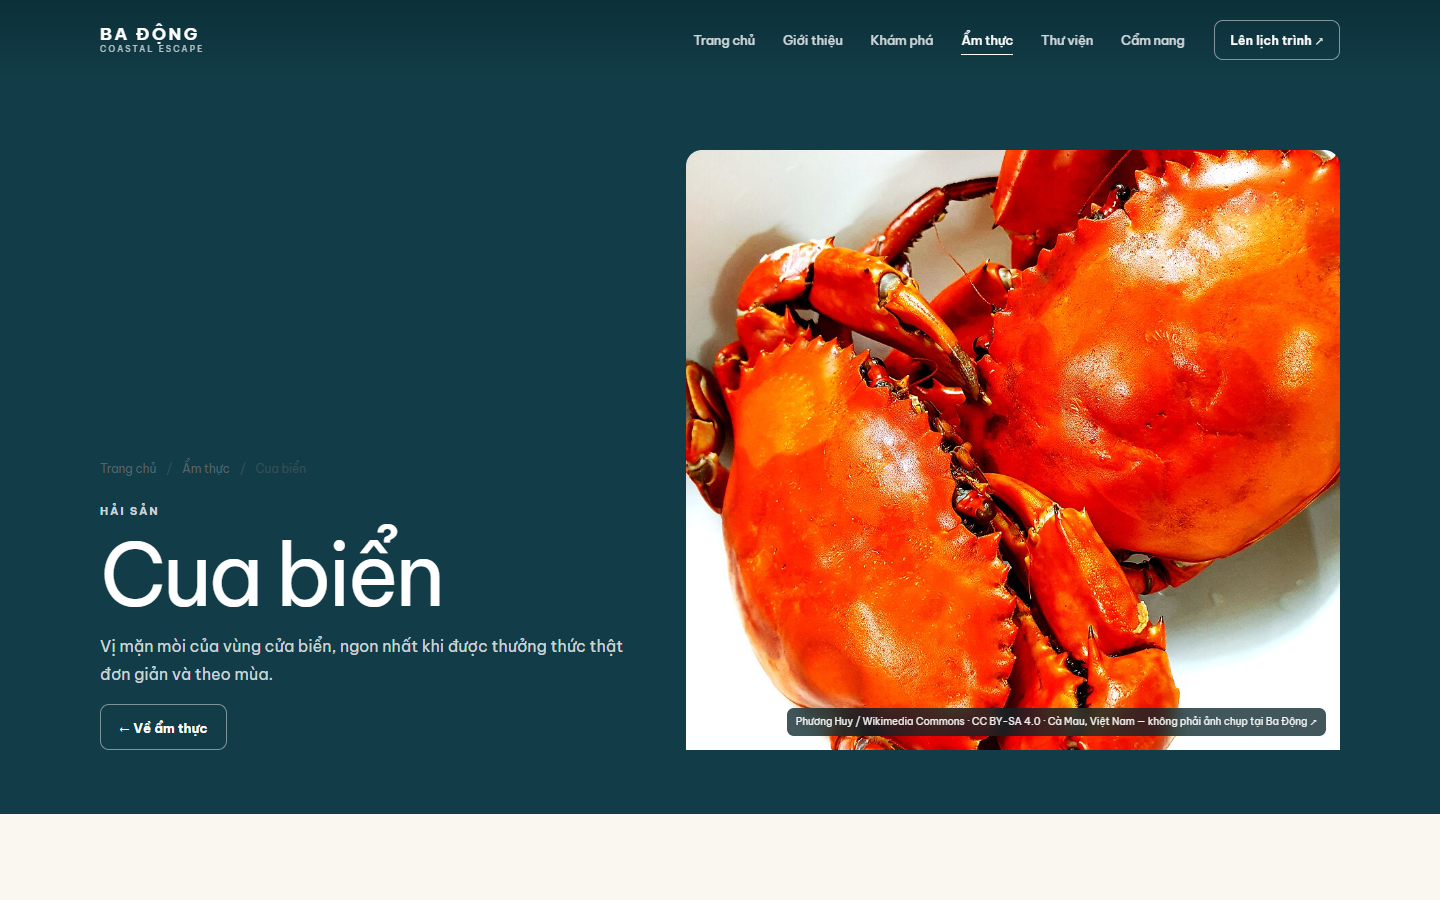 BA ĐỘNG
COASTAL ESCAPE
Trang chủ
Giới thiệu
Khám phá
Ẩm thực
Thư viện
Cẩm nang
Lên lịch trình ↗
Trang chủ / Ẩm thực / Cua biển
HẢI SẢN
Cua biển
Vị mặn mòi của vùng cửa biển, ngon nhất khi được thưởng thức thật
đơn giản và theo mùa.
← Về ẩm thực
Phương Huy / Wikimedia Commons · CC BY-SA 4.0 · Cà Mau, Việt Nam — không phải ảnh chụp tại Ba Động ↗